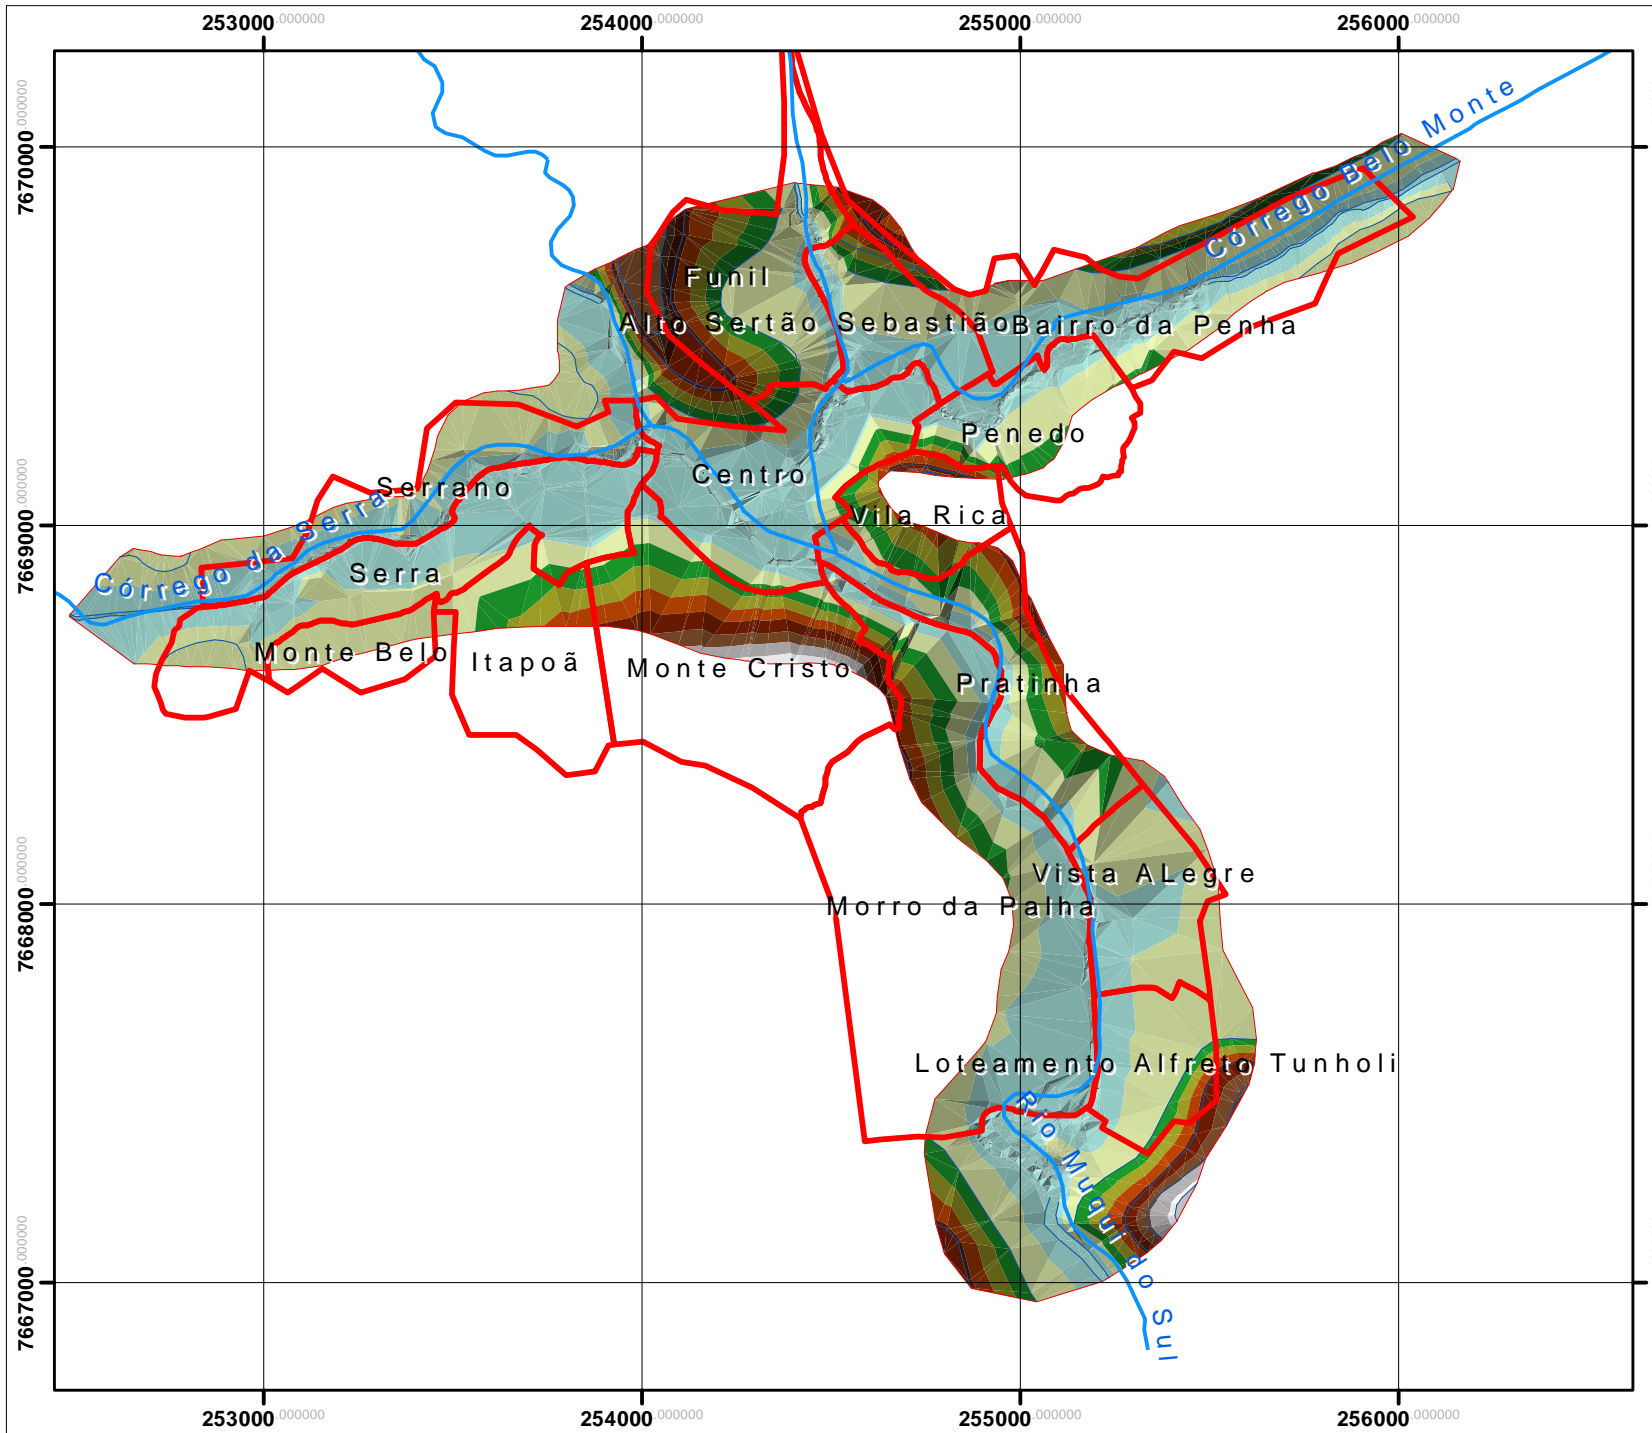 253000.000000 254000.000000 255000.000000 256000.000000
7670000.000000
7669000.000000
7668000.000000
7667000.000000
Córrego Belo Monte
Funil
Alto Sertão Sebastião Bairro da Penha
Penedo
Centro
Serrano
Vila Rica
Córrego da Serra
Serra
Monte Belo
Itapoã
Monte Cristo
Pratinha
Vista ALegre
Morro da Palha
Loteamento Alfreto Tunholi
Rio Muqui do Sul
253000.000000 254000.000000 255000.000000 256000.000000